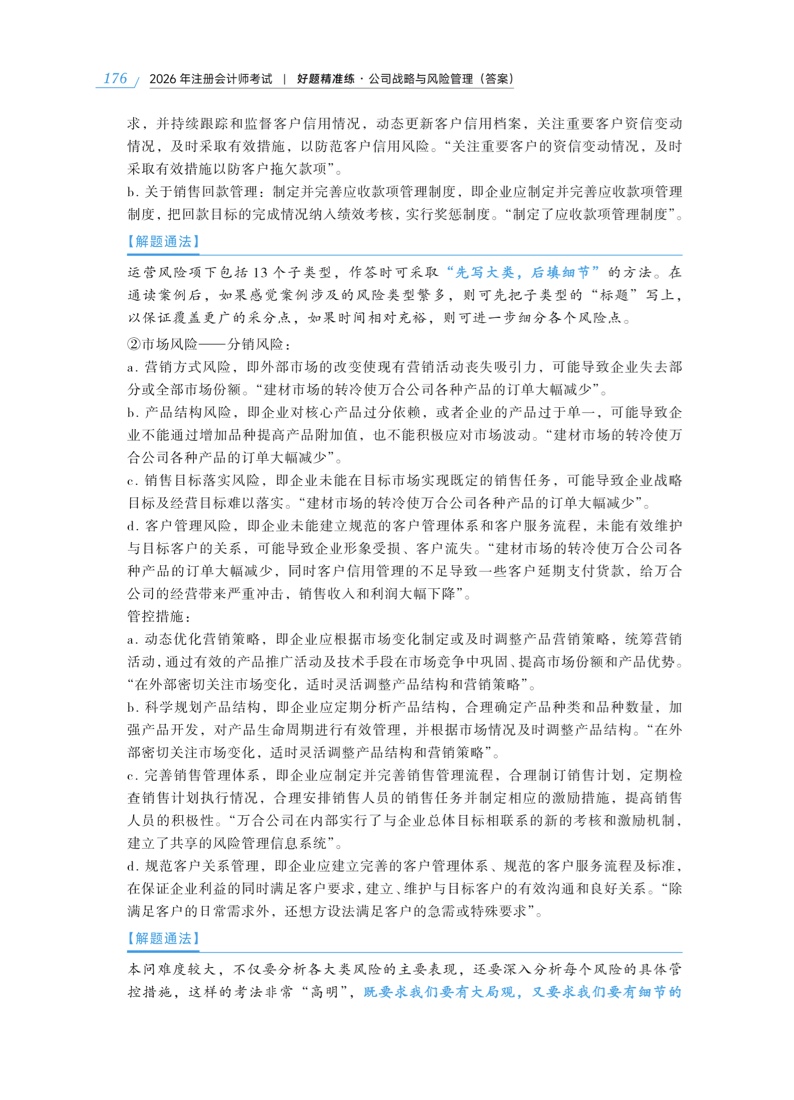 176 2026 年注册会计师考试 | 好题精准练·公司战略与风险管理（答案）
求，并持续跟踪和监督客户信用情况，动态更新客户信用档案，关注重要客户资信变动
情况，及时采取有效措施，以防范客户信用风险。“关注重要客户的资信变动情况，及时
采取有效措施以防客户拖欠款项”。
b. 关于销售回款管理：制定并完善应收款项管理制度，即企业应制定并完善应收款项管理
制度，把回款目标的完成情况纳入绩效考核，实行奖惩制度。“制定了应收款项管理制度”。
【解题通法】
运营风险项下包括 13 个子类型，作答时可采取“先写大类，后填细节”的方法。在
通读案例后，如果感觉案例涉及的风险类型繁多，则可先把子类型的“标题”写上，
以保证覆盖更广的采分点，如果时间相对充裕，则可进一步细分各个风险点。
②市场风险——分销风险：
a. 营销方式风险，即外部市场的改变使现有营销活动丧失吸引力，可能导致企业失去部
分或全部市场份额。“建材市场的转冷使万合公司各种产品的订单大幅减少”。
b. 产品结构风险，即企业对核心产品过分依赖，或者企业的产品过于单一，可能导致企
业不能通过增加品种提高产品附加值，也不能积极应对市场波动。“建材市场的转冷使万
合公司各种产品的订单大幅减少”。
c. 销售目标落实风险，即企业未能在目标市场实现既定的销售任务，可能导致企业战略
目标及经营目标难以落实。“建材市场的转冷使万合公司各种产品的订单大幅减少”。
d. 客户管理风险，即企业未能建立规范的客户管理体系和客户服务流程，未能有效维护
与目标客户的关系，可能导致企业形象受损、客户流失。“建材市场的转冷使万合公司各
种产品的订单大幅减少，同时客户信用管理的不足导致一些客户延期支付货款，给万合
公司的经营带来严重冲击，销售收入和利润大幅下降”。
管控措施：
a. 动态优化营销策略，即企业应根据市场变化制定或及时调整产品营销策略，统筹营销
活动，通过有效的产品推广活动及技术手段在市场竞争中巩固、提高市场份额和产品优势。
“在外部密切关注市场变化，适时灵活调整产品结构和营销策略”。
b. 科学规划产品结构，即企业应定期分析产品结构，合理确定产品种类和品种数量，加
强产品开发，对产品生命周期进行有效管理，并根据市场情况及时调整产品结构。“在外
部密切关注市场变化，适时灵活调整产品结构和营销策略”。
c. 完善销售管理体系，即企业应制定并完善销售管理流程，合理制订销售计划，定期检
查销售计划执行情况，合理安排销售人员的销售任务并制定相应的激励措施，提高销售
人员的积极性。“万合公司在内部实行了与企业总体目标相联系的新的考核和激励机制，
建立了共享的风险管理信息系统”。
d. 规范客户关系管理，即企业应建立完善的客户管理体系、规范的客户服务流程及标准，
在保证企业利益的同时满足客户要求，建立、维护与目标客户的有效沟通和良好关系。“除
满足客户的日常需求外，还想方设法满足客户的急需或特殊要求”。
【解题通法】
本问难度较大，不仅要分析各大类风险的主要表现，还要深入分析每个风险的具体管
控措施，这样的考法非常“高明”，既要求我们要有大局观，又要求我们要有细节的